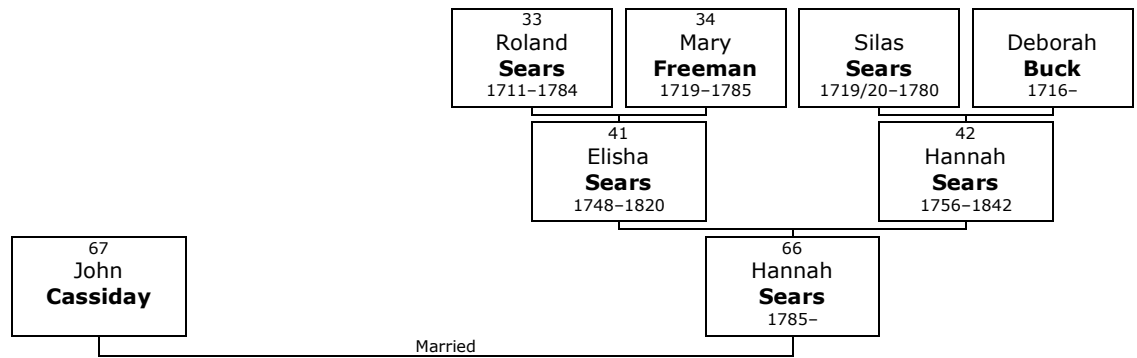 33
Roland
Sears
1711–1784
34
Mary
Freeman
1719–1785
Silas
Sears
1719/20–1780
Deborah
Buck
1716–
41
Elisha
Sears
1748–1820
42
Hannah
Sears
1756–1842
67
John
Cassiday
66
Hannah
Sears
1785–
Married